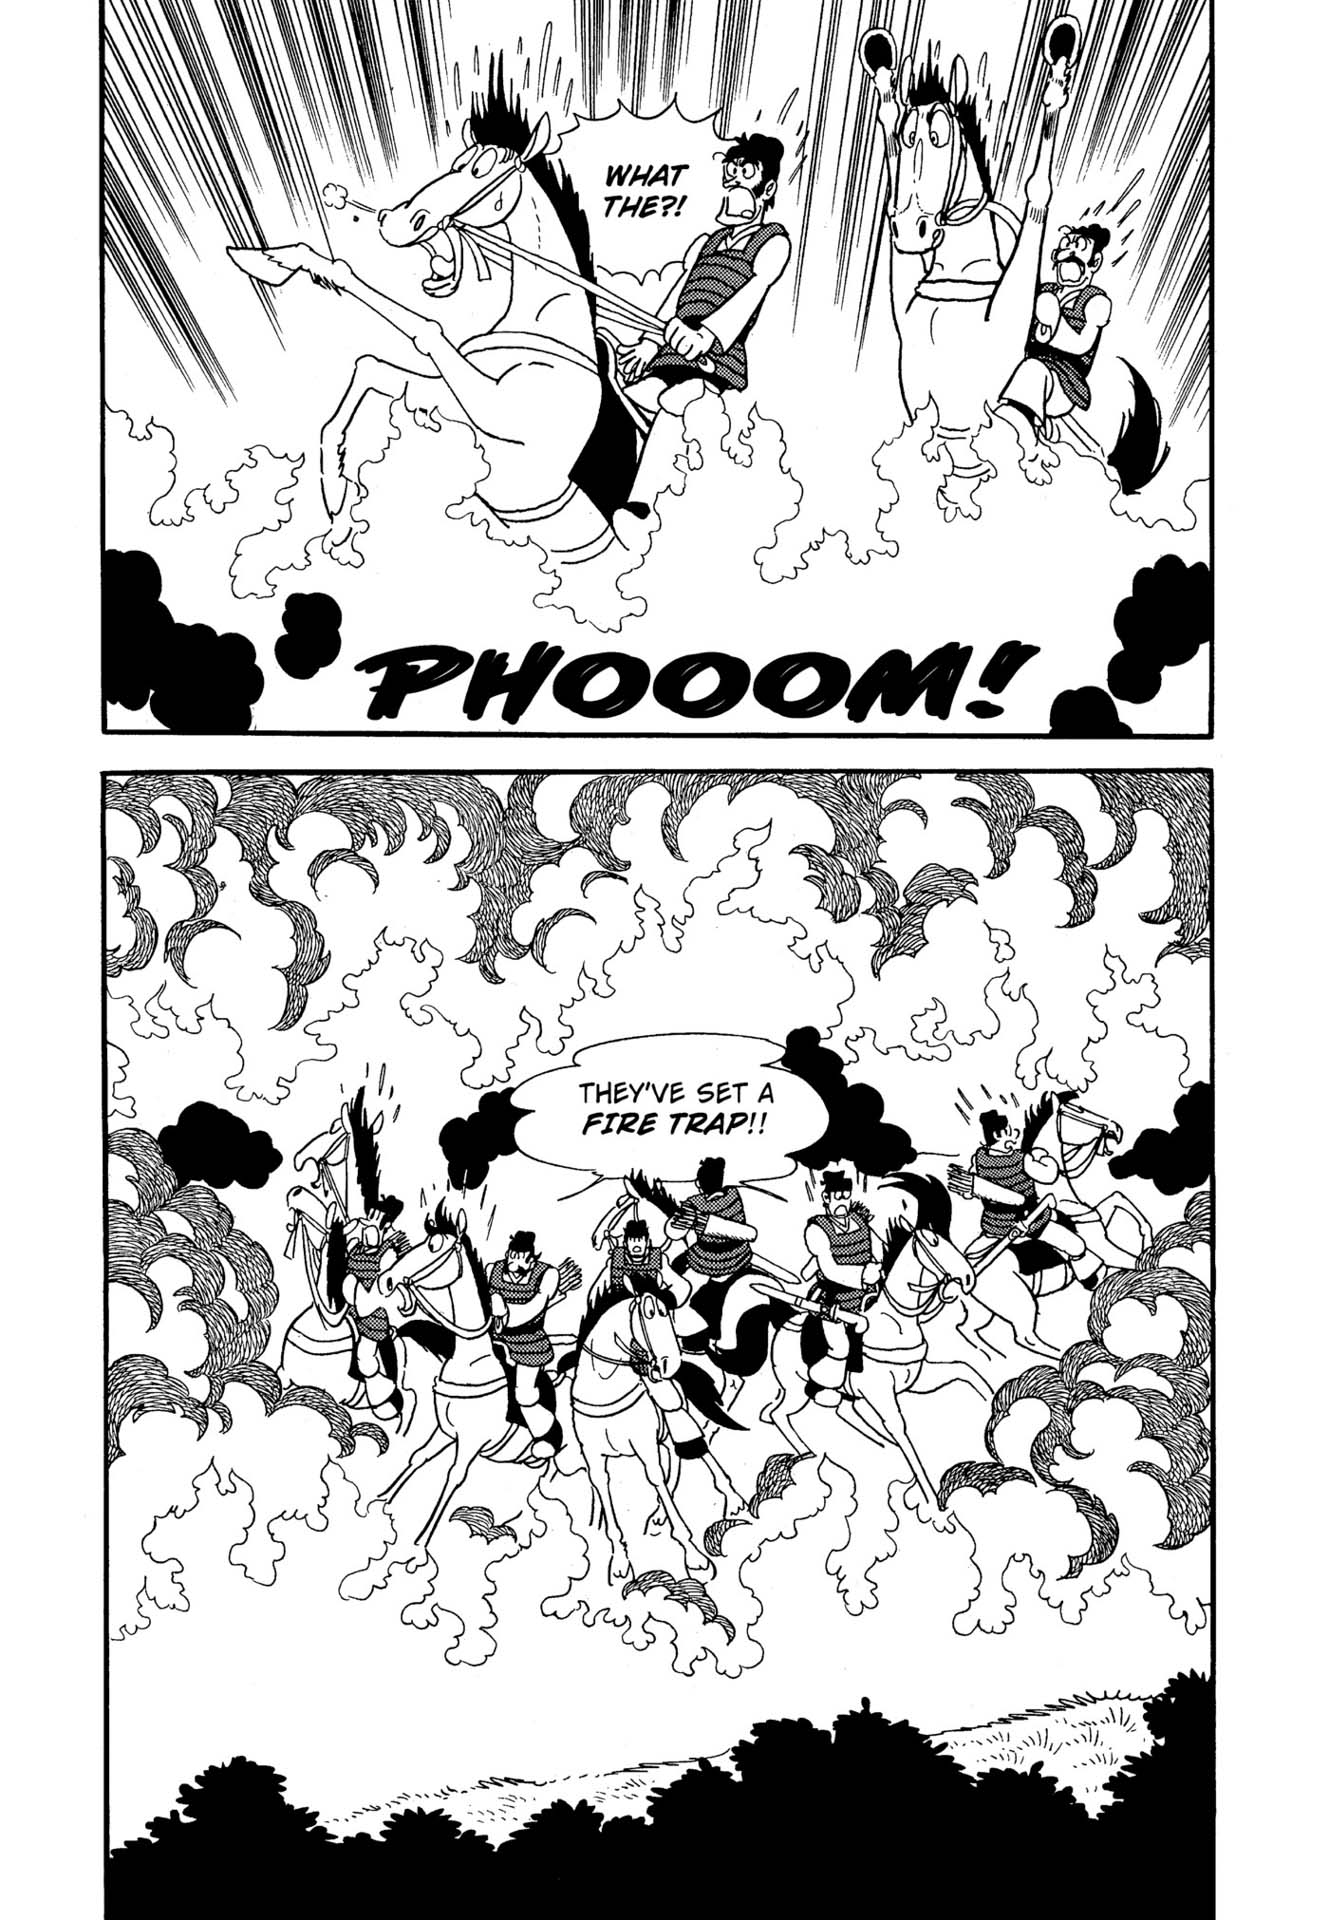 WHAT
THE?!
PHOOOM!
THEY'VE SET A
FIRE TRAP!!